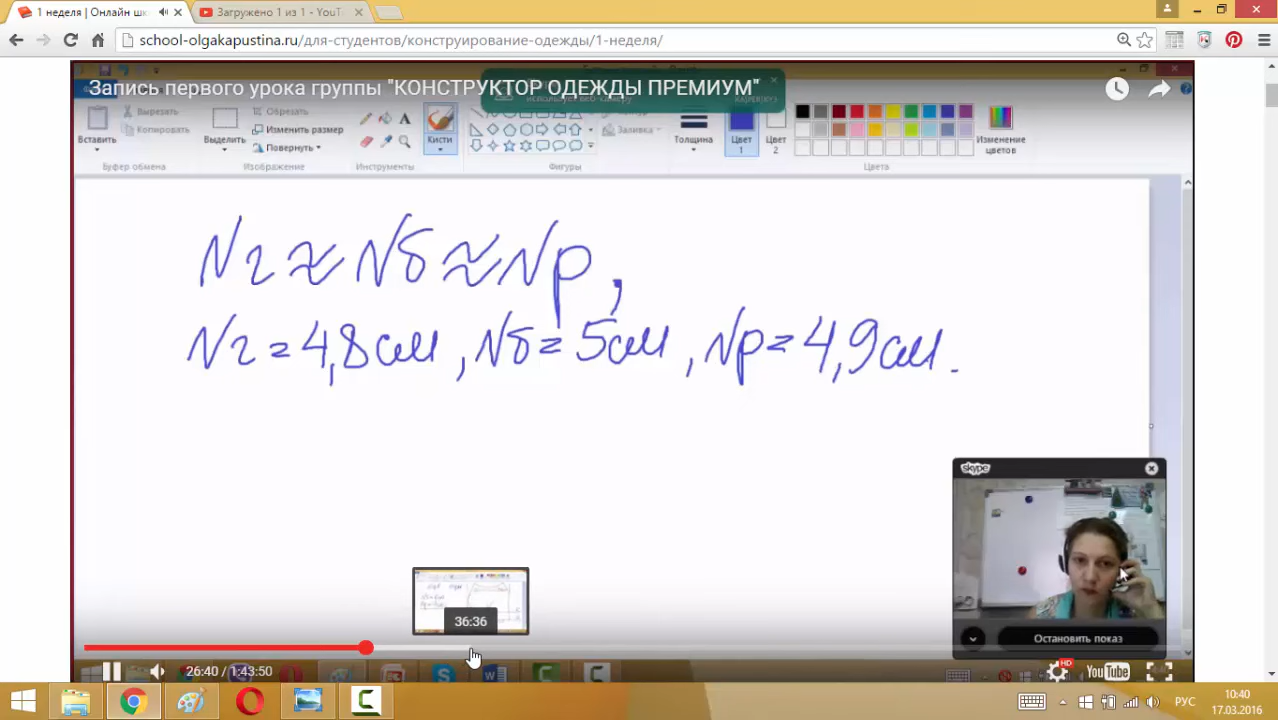 1 неделя | Онлайн шк
Загружено 1 из 1 - YouT
school-olgakapustina.ru/для-студентов/конструирование-одежды/1-неделя/
Запись первого урока группы "КОНСТРУКТОР ОДЕЖДЫ ПРЕМИУМ"
использует веб-камеру
Вставить
Вырезать
Копировать
Выделить
Обрезать
Изменить размер
Повернуть
Кисти
Заливка
Толщина
Цвет 1
Цвет 2
Изменение цветов
Буфер обмена
Изображение
Инструменты
Фигуры
Цвета
Nг ≈ Nб ≈ Nр,
Nг = 4,8см, Nб = 5см, Nр = 4,9см.
skype
Остановить показ
36:36
26:40 / 1:43:50
HD
YouTube
РУС
10:40
17.03.2016